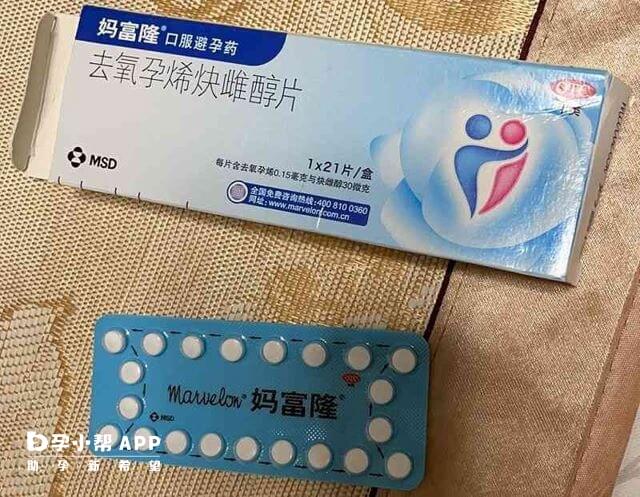 妈富隆® 口服避孕药
去氧孕烯炔雌醇片
MSD
1×21片/盒
每片含去氧孕烯0.15毫克与炔雌醇30微克
全国免费咨询热线:400 810 0360
网址:www.marvelon.com.cn
Marvelon® 妈富隆®
MSD
孕小帮APP
助孕新希望